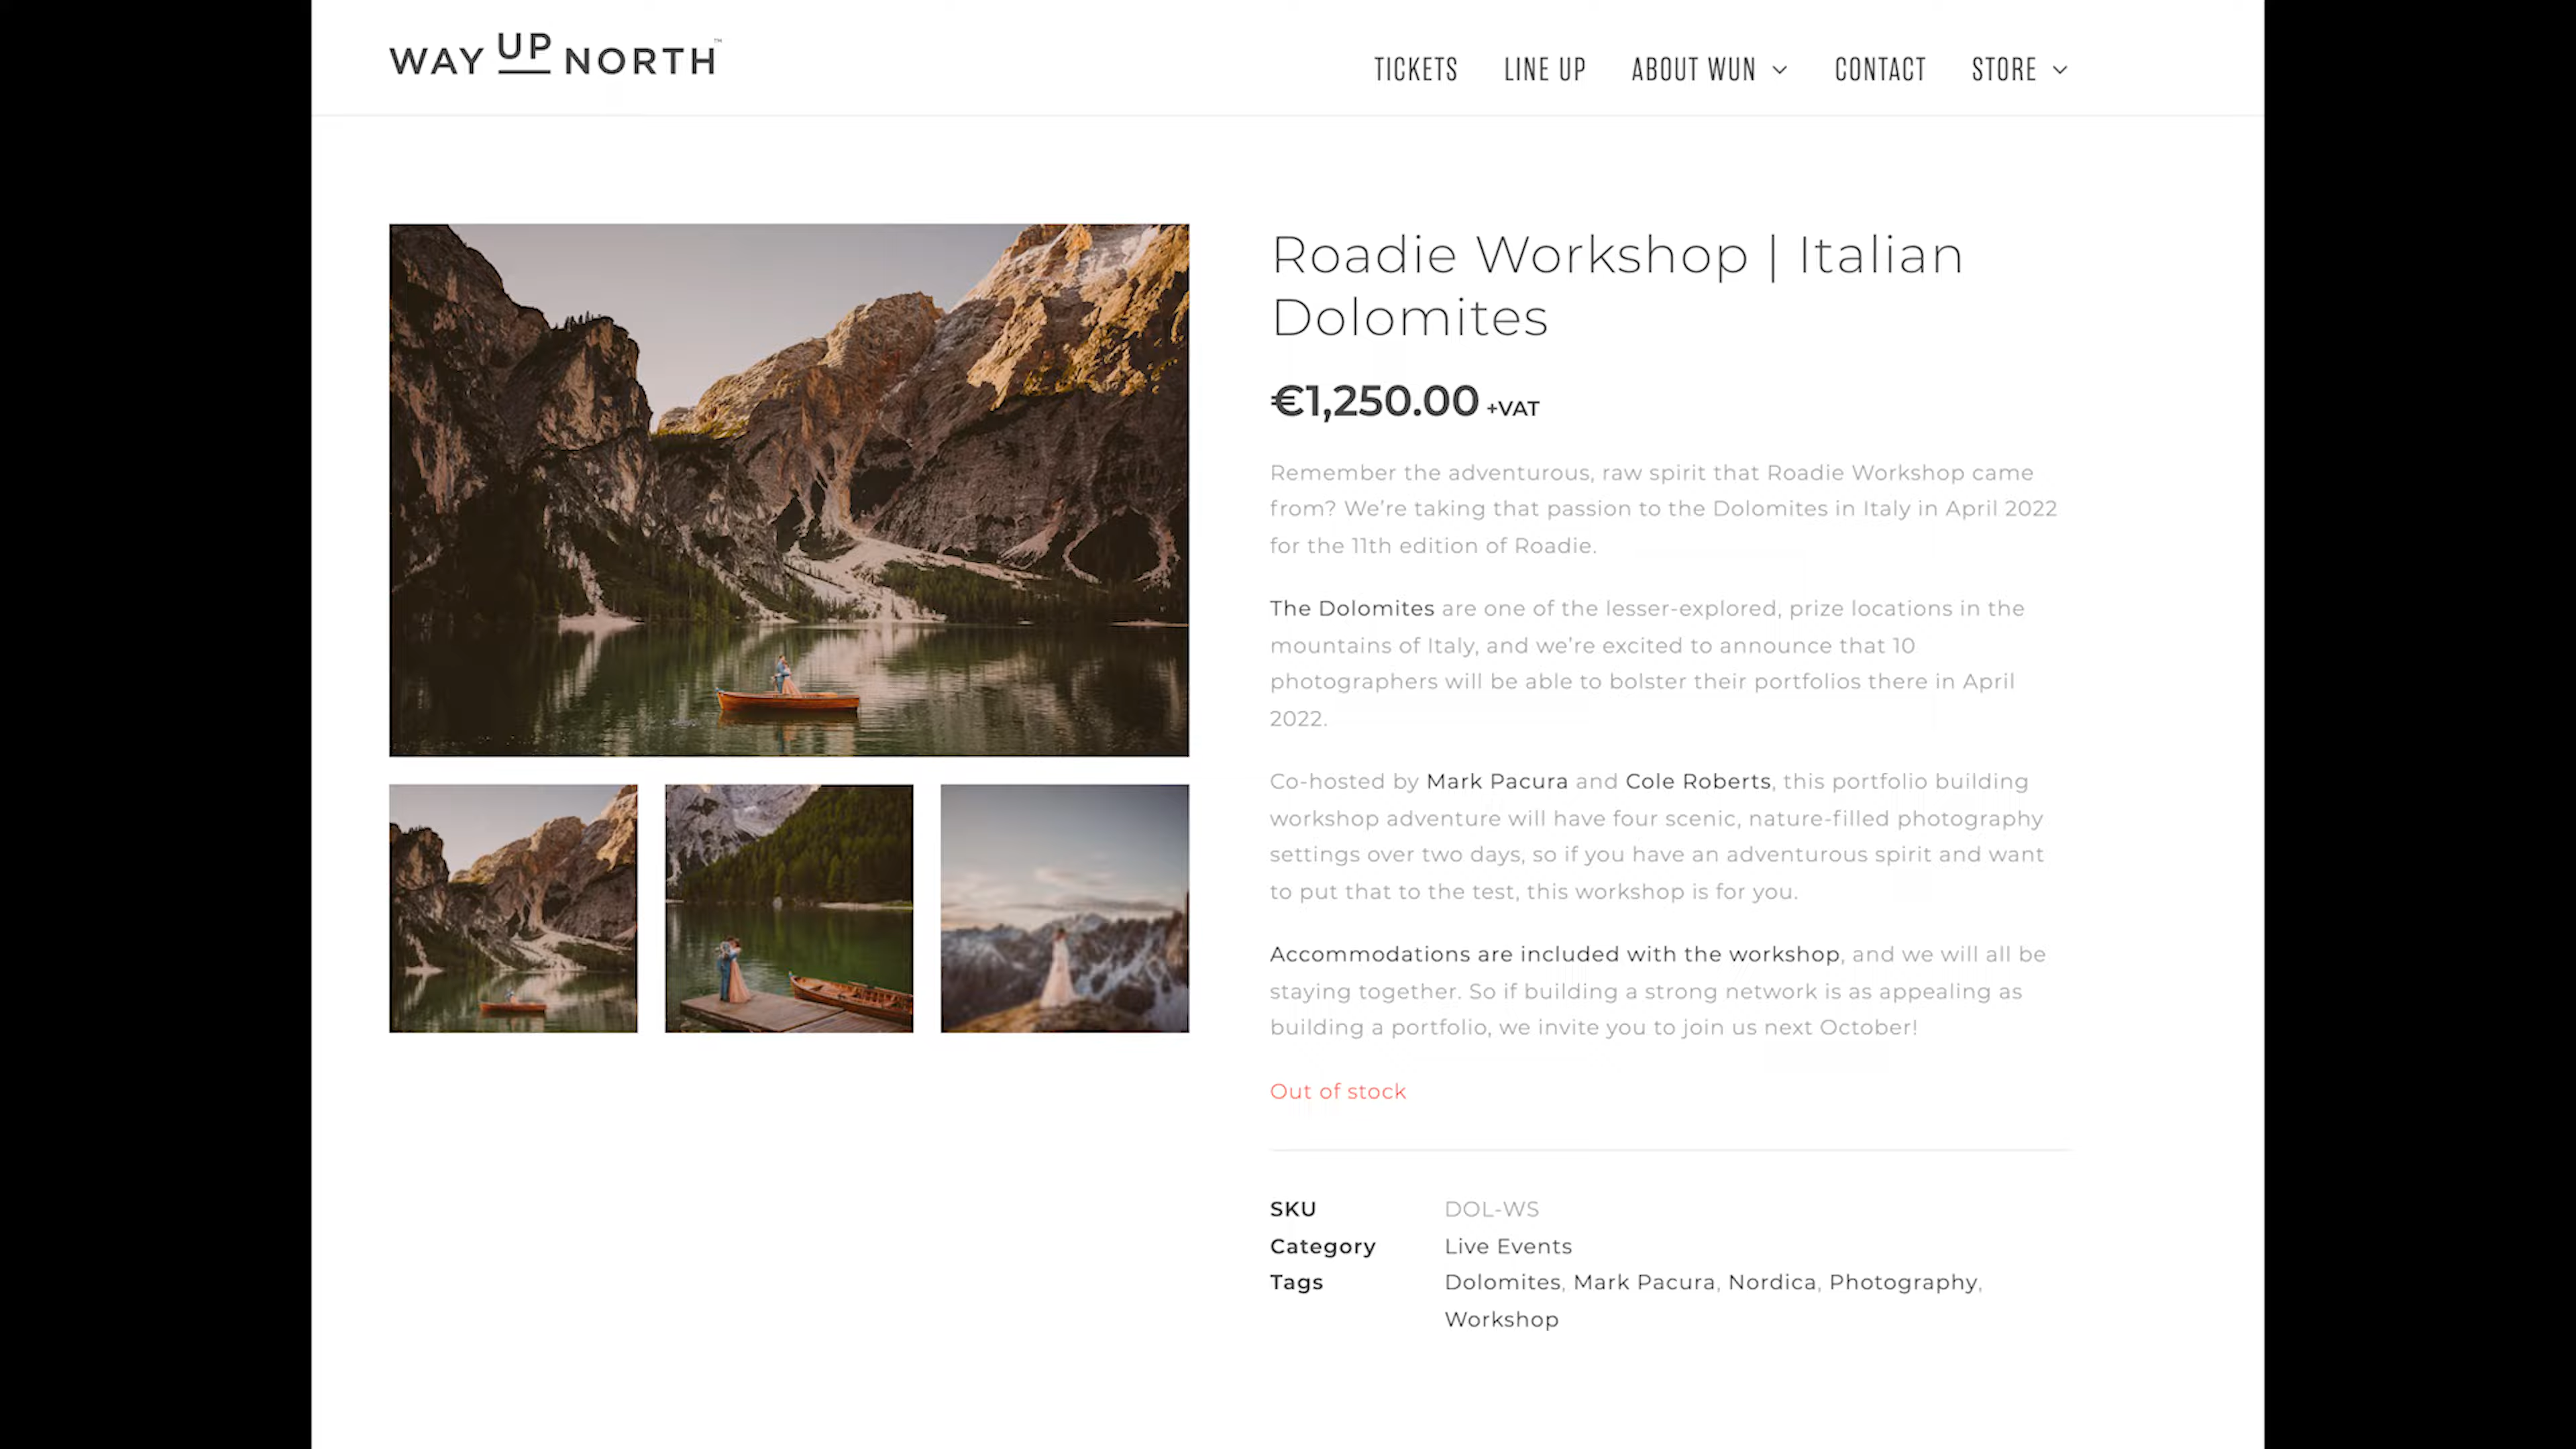 WAY UP NORTH™
TICKETS LINE UP ABOUT WUN CONTACT STORE
Roadie Workshop | Italian
Dolomites
€1,250.00 +VAT
Remember the adventurous, raw spirit that Roadie Workshop came
from? We’re taking that passion to the Dolomites in Italy in April 2022
for the 11th edition of Roadie.
The Dolomites are one of the lesser-explored, prize locations in the
mountains of Italy, and we’re excited to announce that 10
photographers will be able to bolster their portfolios there in April
2022.
Co-hosted by Mark Pacura and Cole Roberts, this portfolio building
workshop adventure will have four scenic, nature-filled photography
settings over two days, so if you have an adventurous spirit and want
to put that to the test, this workshop is for you.
Accommodations are included with the workshop, and we will all be
staying together. So if building a strong network is as appealing as
building a portfolio, we invite you to join us next October!
Out of stock
SKU DOL-WS
Category Live Events
Tags Dolomites, Mark Pacura, Nordica, Photography,
Workshop